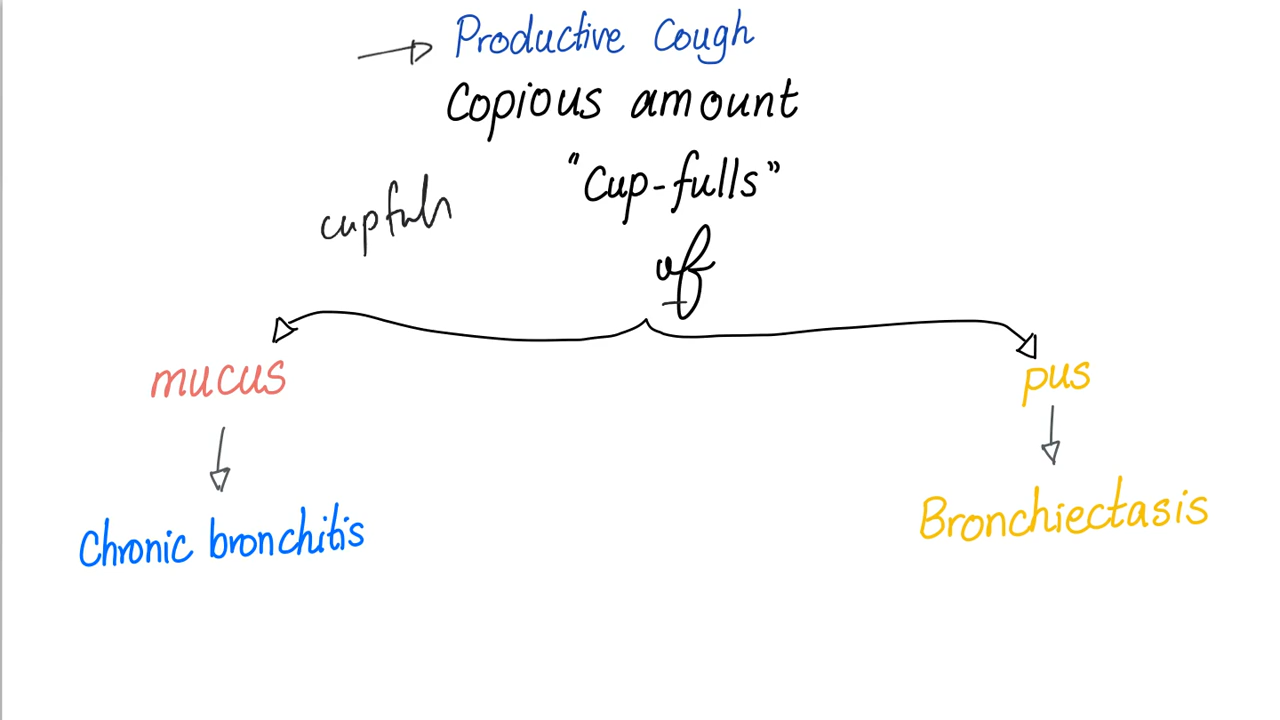 Productive Cough
Copious amount
"Cup-fulls"
cupfuls
of
mucus
pus
Chronic bronchitis
Bronchiectasis